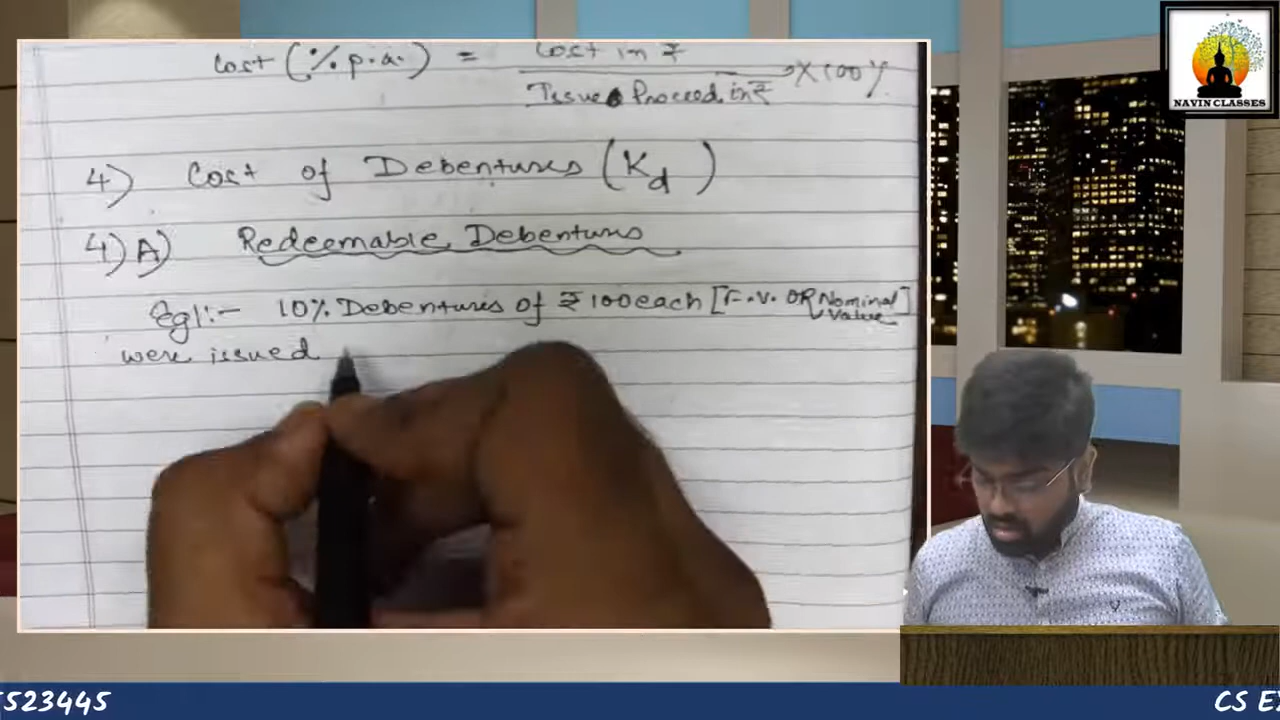 Cost (% p.a.) = Cost in ₹
Issue Proceed in ₹ × 100%
4) Cost of Debentures (Kd)
4) A) Redeemable Debentures
Eg1:- 10% Debentures of ₹ 100 each [F.V. OR Nominal Value]
were issued
NAVIN CLASSES
523445
CS E